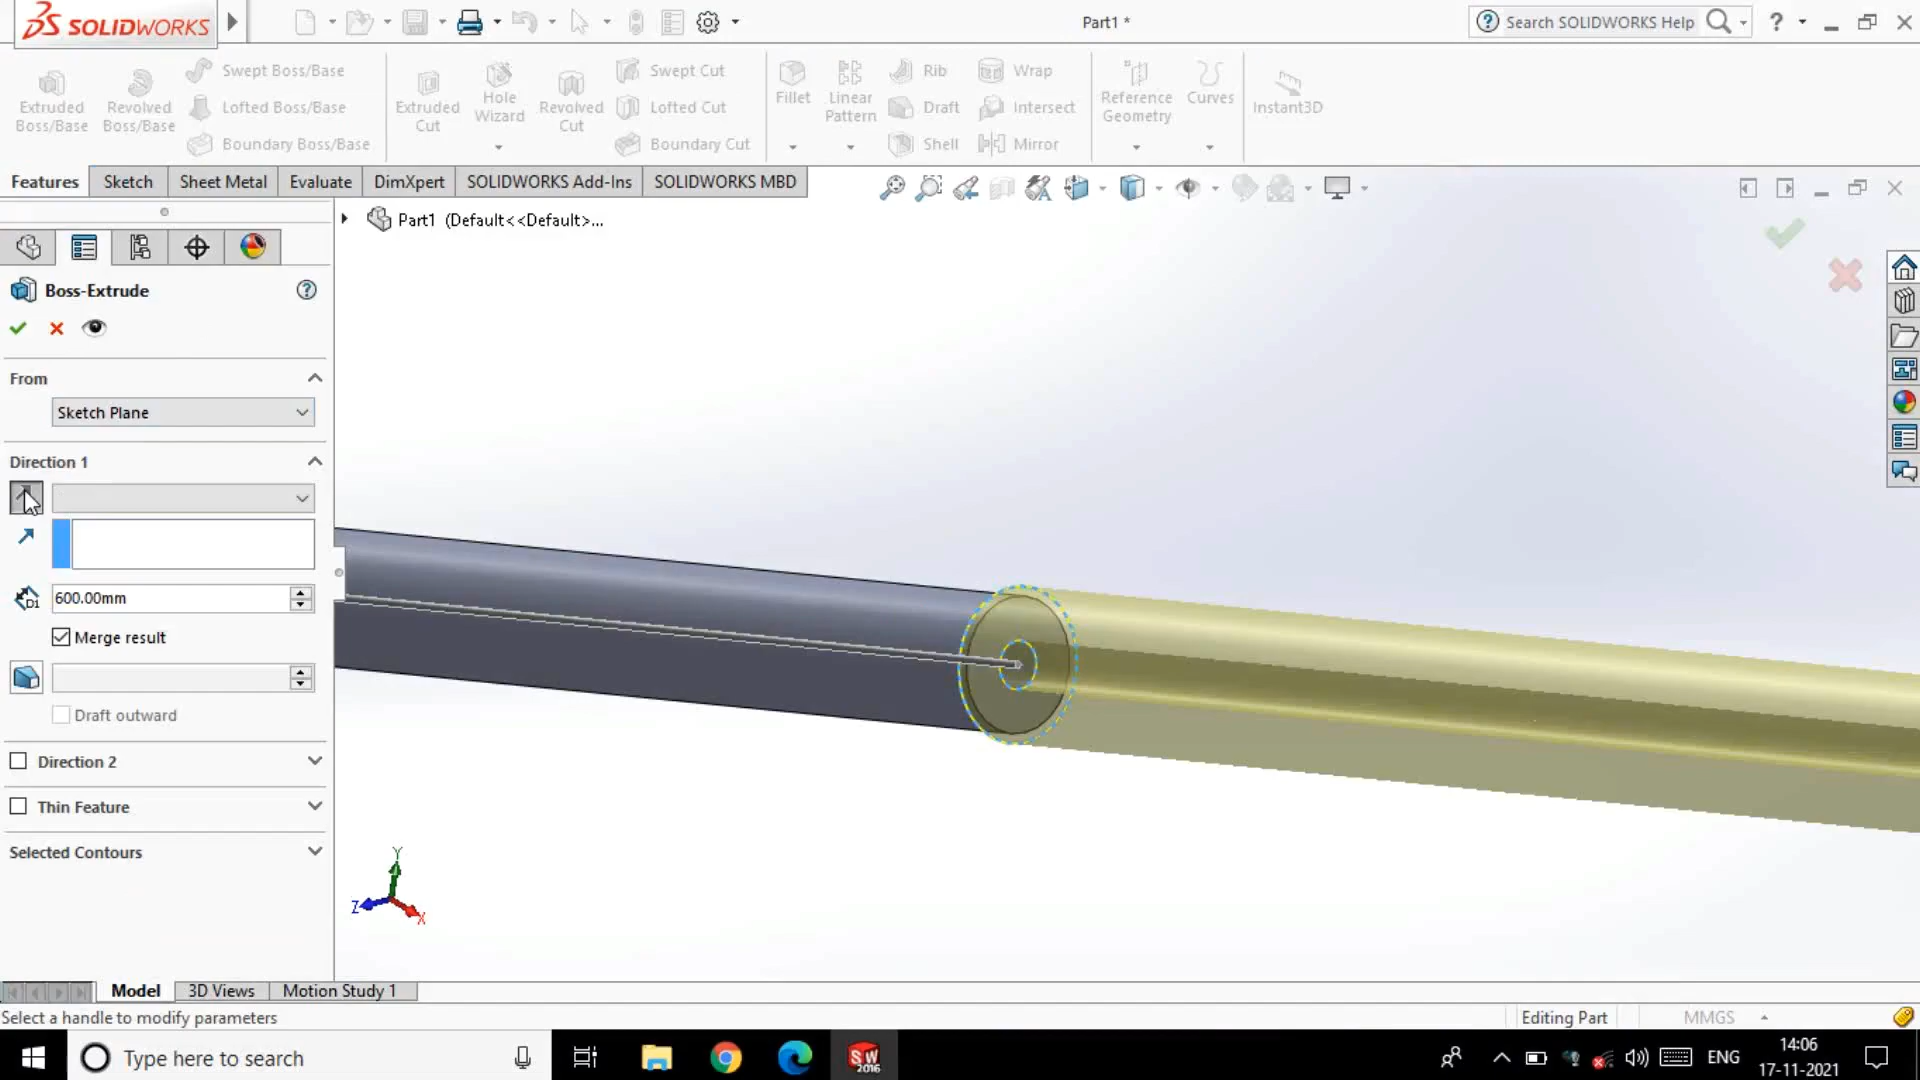 SOLIDWORKS
Part1 *
Search SOLIDWORKS Help
?
Extruded Boss/Base
Revolved Boss/Base
Swept Boss/Base
Lofted Boss/Base
Boundary Boss/Base
Extruded Cut
Hole Wizard
Revolved Cut
Swept Cut
Lofted Cut
Boundary Cut
Fillet
Linear Pattern
Rib
Draft
Shell
Wrap
Intersect
Mirror
Reference Geometry
Curves
Instant3D
Features
Sketch
Sheet Metal
Evaluate
DimXpert
SOLIDWORKS Add-Ins
SOLIDWORKS MBD
Part1 (Default<<Default>...
Boss-Extrude
From
Sketch Plane
Direction 1
D1
600.00mm
Merge result
Draft outward
Direction 2
Thin Feature
Selected Contours
Y
Z
X
Model
3D Views
Motion Study 1
Select a handle to modify parameters
Editing Part
MMGS
Type here to search
SW
2016
ENG
14:06
17-11-2021